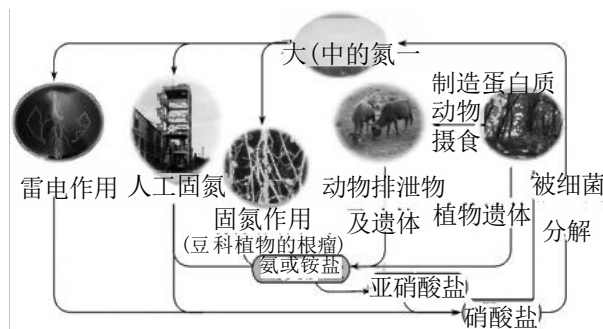 大(中的氮一
制造蛋白质
动物
摄食
雷电作用
人工固氮
固氮作用
(豆科植物的根瘤)
动物排泄物
及遗体
植物遗体
被细菌
分解
氨或铵盐
亚硝酸盐
硝酸盐